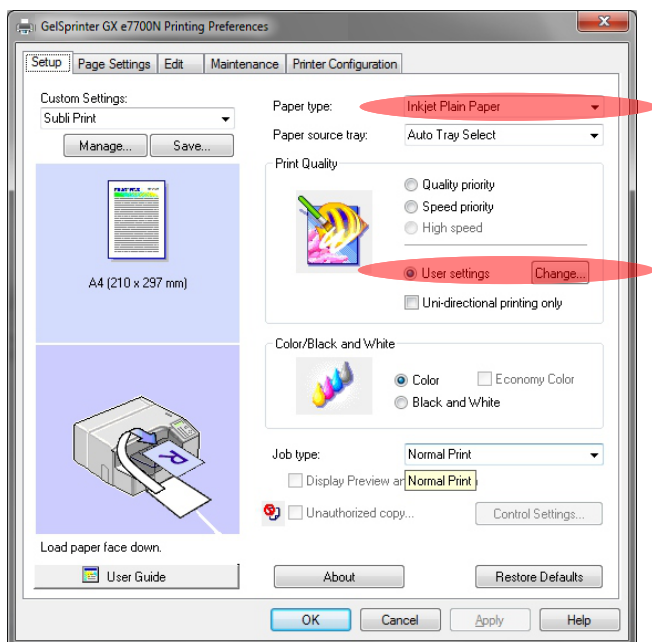 GelSprinter GX e7700N Printing Preferences
Setup Page Settings Edit Maintenance Printer Configuration
Custom Settings:
Subli Print
Manage... Save...
A4 (210 x 297 mm)
Load paper face down.
User Guide
Paper type: Inkjet Plain Paper
Paper source tray: Auto Tray Select
Print Quality
Quality priority
Speed priority
High speed
User settings Change...
Uni-directional printing only
Color/Black and White
Color Economy Color
Black and White
Job type: Normal Print
Display Preview Normal Print
Unauthorized copy... Control Settings...
About Restore Defaults
OK Cancel Apply Help